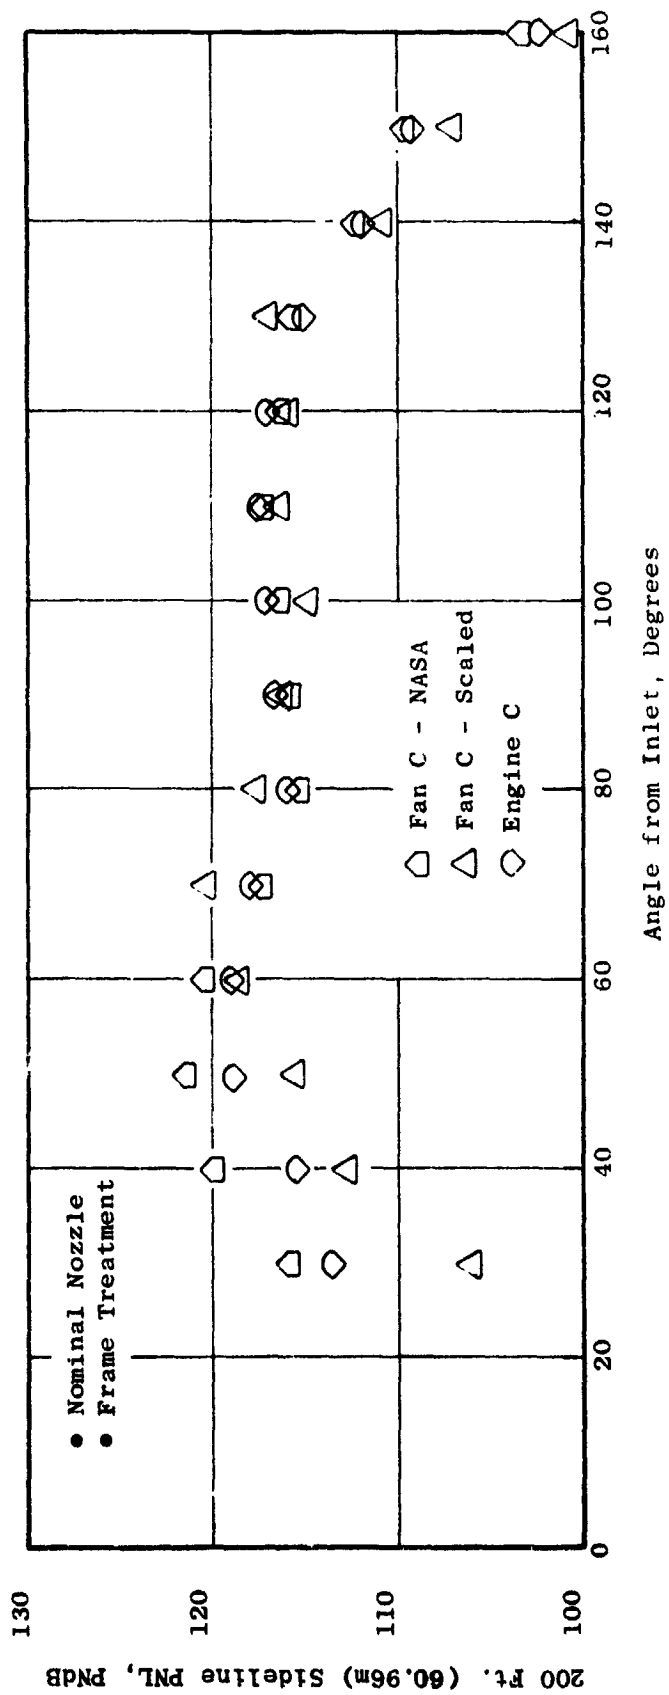 ● Nominal Nozzle
● Frame Treatment
130
120
110
100
200 Ft. (60.96m) Sideline PNL, PNdB
0
20
40
60
80
100
120
140
160
Angle from Inlet, Degrees
Fan C - NASA
Fan C - Scaled
Engine C